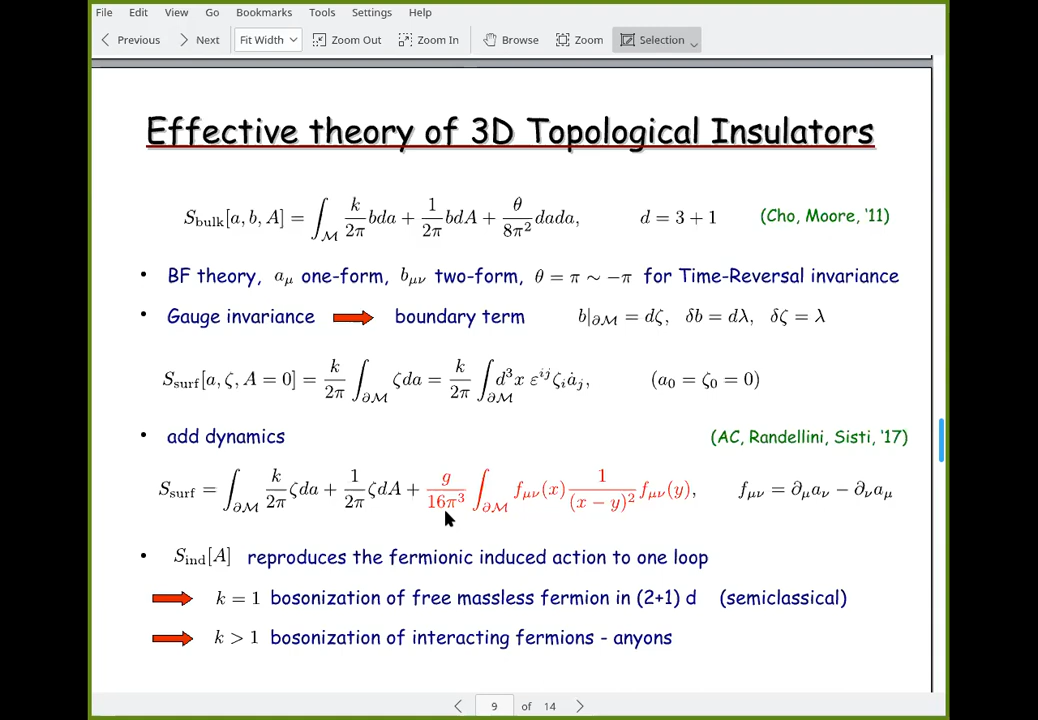 File Edit View Go Bookmarks Tools Settings Help
Previous Next Fit Width Zoom Out Zoom In Browse Zoom Selection
Effective theory of 3D Topological Insulators
S_bulk[a, b, A] = ∫_ℳ k/2π bda + 1/2π bdA + θ/8π² dada, d = 3 + 1 (Cho, Moore, '11)
• BF theory, a_μ one-form, b_μν two-form, θ = π ∼ −π for Time-Reversal invariance
• Gauge invariance boundary term b|_∂ℳ = dζ, δb = dλ, δζ = λ
S_surf[a, ζ, A = 0] = k/2π ∫_∂ℳ ζda = k/2π ∫_∂ℳ d³x ε^ij ζ_i ȧ_j, (a₀ = ζ₀ = 0)
• add dynamics (AC, Randellini, Sisti, '17)
S_surf = ∫_∂ℳ k/2π ζda + 1/2π ζdA + g/16π³ ∫_∂ℳ f_μν(x) 1/(x − y)² f_μν(y), f_μν = ∂_μ a_ν − ∂_ν a_μ
• S_ind[A] reproduces the fermionic induced action to one loop
k = 1 bosonization of free massless fermion in (2+1) d (semiclassical)
k > 1 bosonization of interacting fermions - anyons
9 of 14